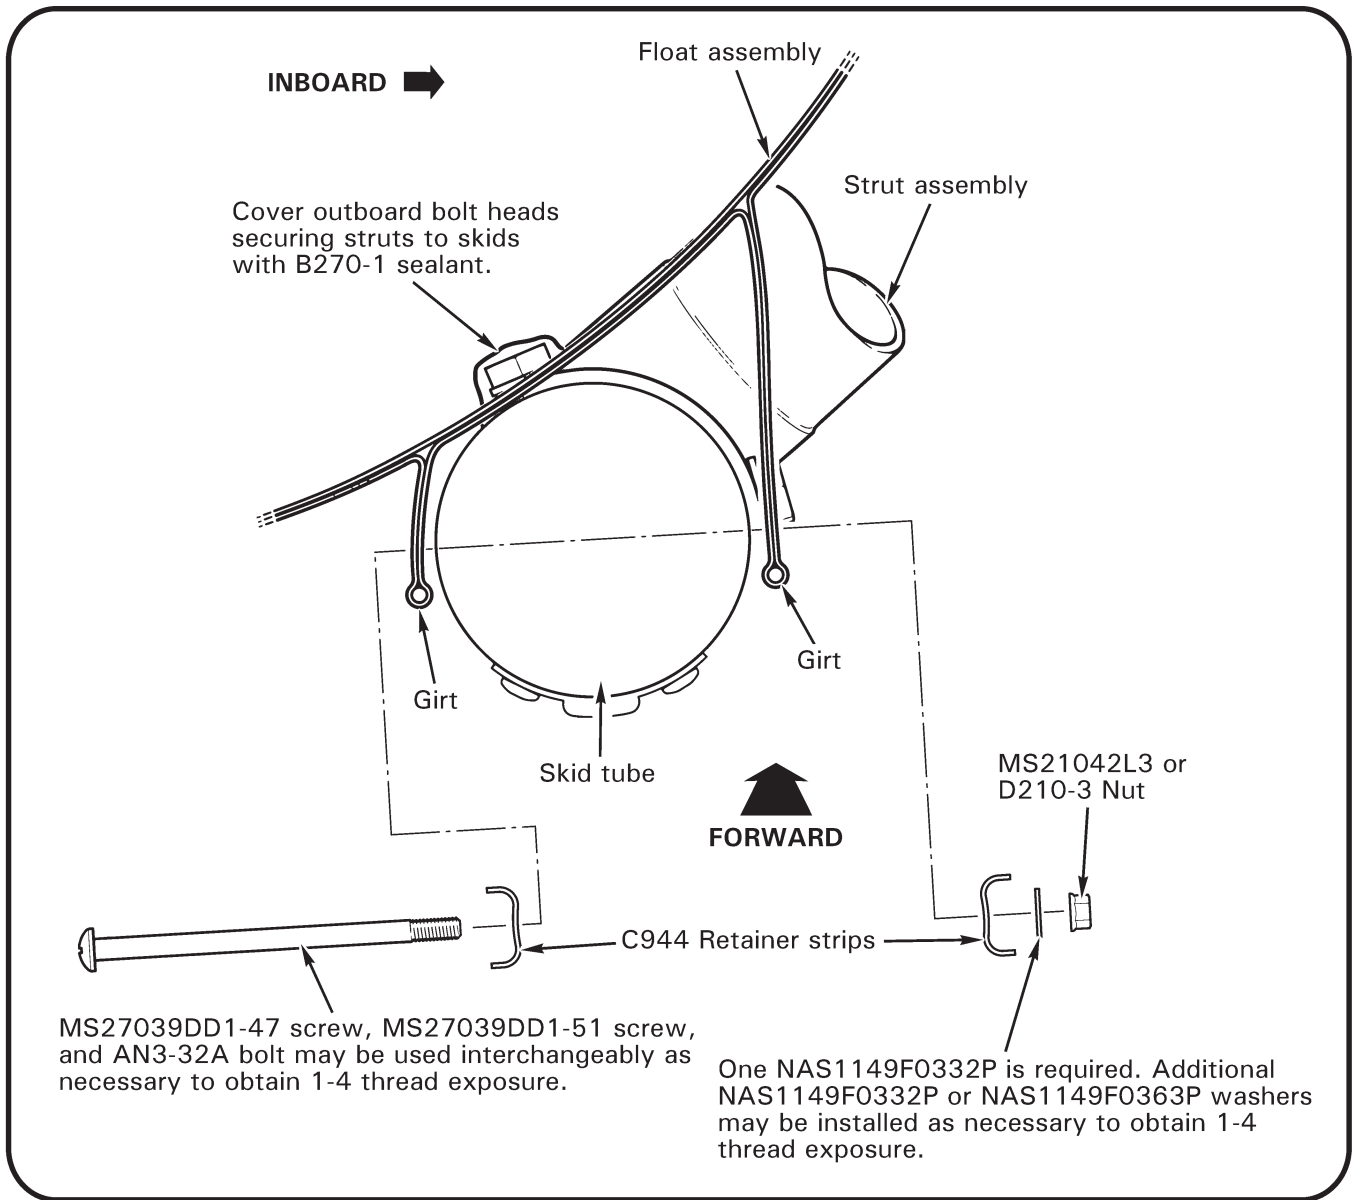 Float assembly
INBOARD
Strut assembly
Cover outboard bolt heads
securing struts to skids
with B270-1 sealant.
Girt
Girt
Skid tube
MS21042L3 or
D210-3 Nut
FORWARD
C944 Retainer strips
MS27039DD1-47 screw, MS27039DD1-51 screw,
and AN3-32A bolt may be used interchangeably as
necessary to obtain 1-4 thread exposure.
One NAS1149F0332P is required. Additional
NAS1149F0332P or NAS1149F0363P washers
may be installed as necessary to obtain 1-4
thread exposure.